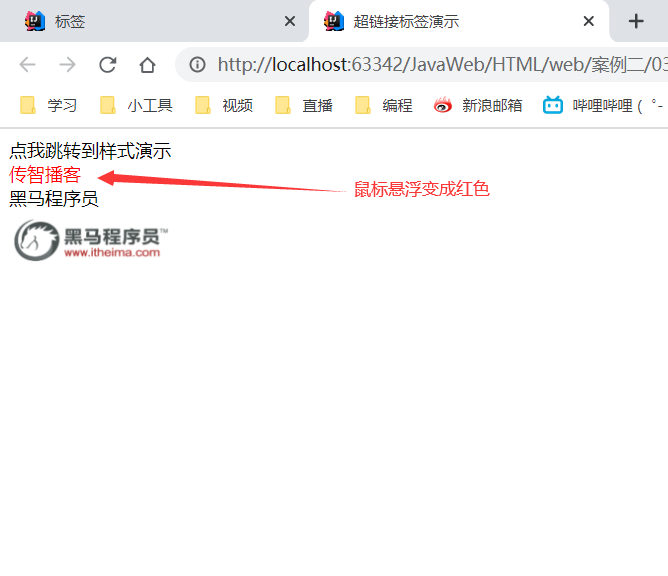 标签
超链接标签演示
http://localhost:63342/JavaWeb/HTML/web/案例二/03
学习
小工具
视频
直播
编程
新浪邮箱
哔哩哔哩 ( ゜-
点我跳转到样式演示
传智播客
鼠标悬浮变成红色
黑马程序员
黑马程序员™
www.itheima.com